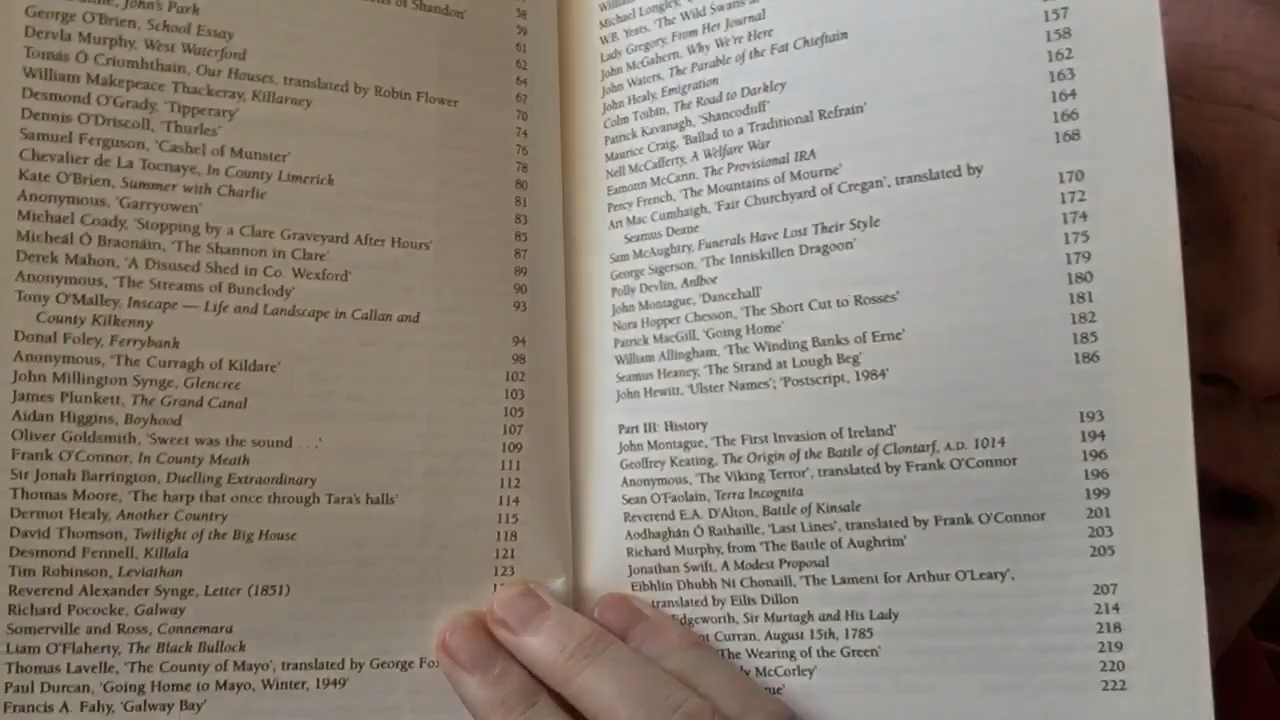 of Shandon'
John's Park
George O'Brien, School Essay
Dervla Murphy, West Waterford
Tomás Ó Criomhthain, Our Houses, translated by Robin Flower
William Makepeace Thackeray, Killarney
Desmond O'Grady, 'Tipperary'
Dennis O'Driscoll, 'Thurles'
Samuel Ferguson, 'Cashel of Munster'
Chevalier de La Tocnaye, In County Limerick
Kate O'Brien, Summer with Charlie
Anonymous, 'Garryowen'
Michael Coady, 'Stopping by a Clare Graveyard After Hours'
Micheál Ó Braonáin, 'The Shannon in Clare'
Derek Mahon, 'A Disused Shed in Co. Wexford'
Anonymous, 'The Streams of Bunclody'
Tony O'Malley, Inscape — Life and Landscape in Callan and
County Kilkenny
Donal Foley, Ferrybank
Anonymous, 'The Curragh of Kildare'
John Millington Synge, Glencree
James Plunkett, The Grand Canal
Aidan Higgins, Boyhood
Oliver Goldsmith, 'Sweet was the sound . . .'
Frank O'Connor, In County Meath
Sir Jonah Barrington, Duelling Extraordinary
Thomas Moore, 'The harp that once through Tara's halls'
Dermot Healy, Another Country
David Thomson, Twilight of the Big House
Desmond Fennell, Killala
Tim Robinson, Leviathan
Reverend Alexander Synge, Letter (1851)
Richard Pococke, Galway
Somerville and Ross, Connemara
Liam O'Flaherty, The Black Bullock
Thomas Lavelle, 'The County of Mayo', translated by George Fox
Paul Durcan, 'Going Home to Mayo, Winter, 1949'
Francis A. Fahy, 'Galway Bay'
58
59
61
62
64
67
70
74
76
78
80
81
83
85
87
89
90
93
94
98
102
103
105
107
109
111
112
114
115
118
121
123
Michael Longley,
W.B. Yeats, 'The Wild Swans
Lady Gregory, From Her Journal
John McGahern, Why We're Here
John Waters, The Parable of the Fat Chieftain
John Healy, Emigration
Colm Toibin, The Road to Darkley
Patrick Kavanagh, 'Shancoduff'
Maurice Craig, 'Ballad to a Traditional Refrain'
Nell McCafferty, A Welfare War
Eamonn McCann, The Provisional IRA
Percy French, 'The Mountains of Mourne'
Art Mac Cumhaigh, 'Fair Churchyard of Cregan', translated by
Seamus Deane
Sam McAughtry, Funerals Have Lost Their Style
George Sigerson, 'The Inniskillen Dragoon'
Polly Devlin, Ardboe
John Montague, 'Dancehall'
Nora Hopper Chesson, 'The Short Cut to Rosses'
Patrick MacGill, 'Going Home'
William Allingham, 'The Winding Banks of Erne'
Seamus Heaney, 'The Strand at Lough Beg'
John Hewitt, 'Ulster Names'; 'Postscript, 1984'
Part III: History
John Montague, 'The First Invasion of Ireland'
Geoffrey Keating, The Origin of the Battle of Clontarf, A.D. 1014
Anonymous, 'The Viking Terror', translated by Frank O'Connor
Sean O'Faolain, Terra Incognita
Reverend E.A. D'Alton, Battle of Kinsale
Aodhaghán Ó Rathaille, 'Last Lines', translated by Frank O'Connor
Richard Murphy, from 'The Battle of Aughrim'
Jonathan Swift, A Modest Proposal
Eibhlín Dhubh Ní Chonaill, 'The Lament for Arthur O'Leary',
translated by Eilis Dillon
Edgeworth, Sir Murtagh and His Lady
Curran, August 15th, 1785
'The Wearing of the Green'
McCorley'
157
158
162
163
164
166
168
170
172
174
175
179
180
181
182
185
186
193
194
196
196
199
201
203
205
207
214
218
219
220
222